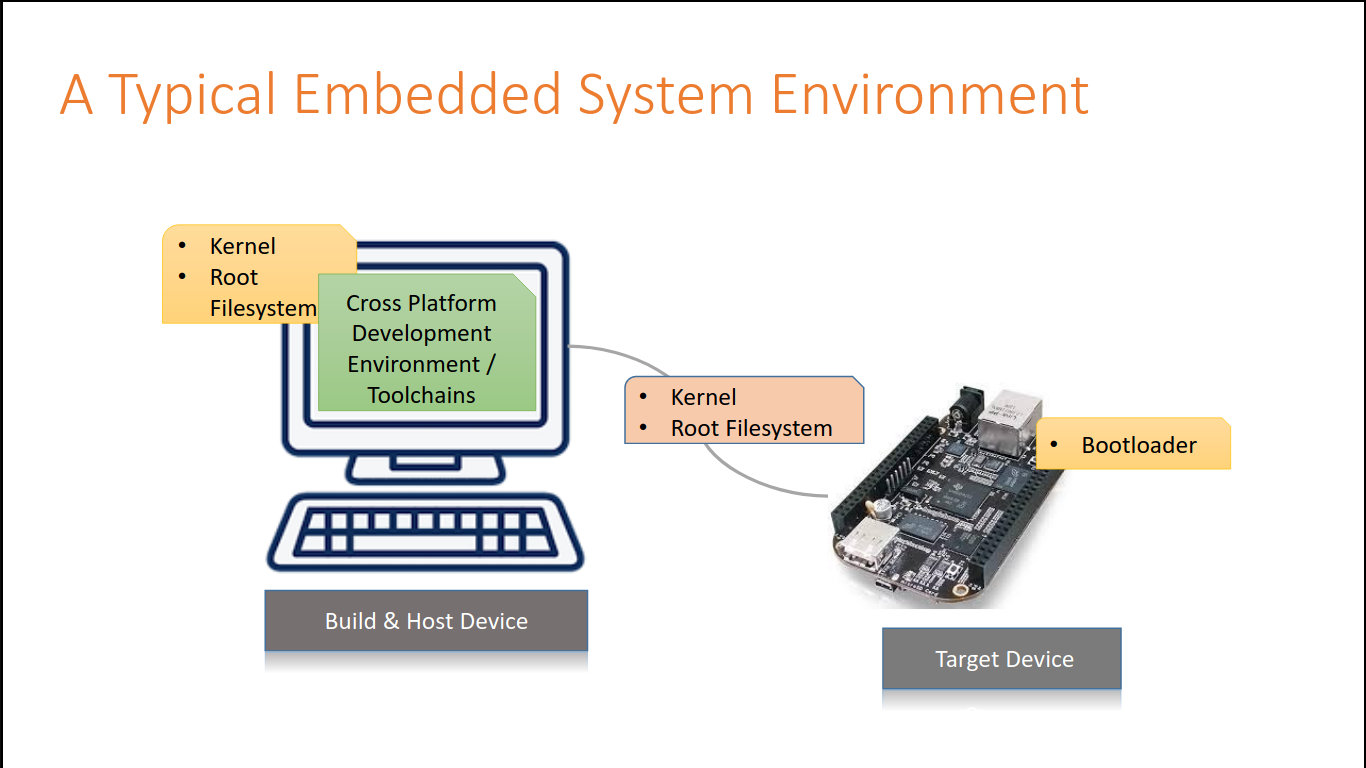 A Typical Embedded System Environment
• Kernel
• Root
Filesystem
Cross Platform
Development
Environment /
Toolchains
• Kernel
• Root Filesystem
• Bootloader
Build & Host Device
Target Device